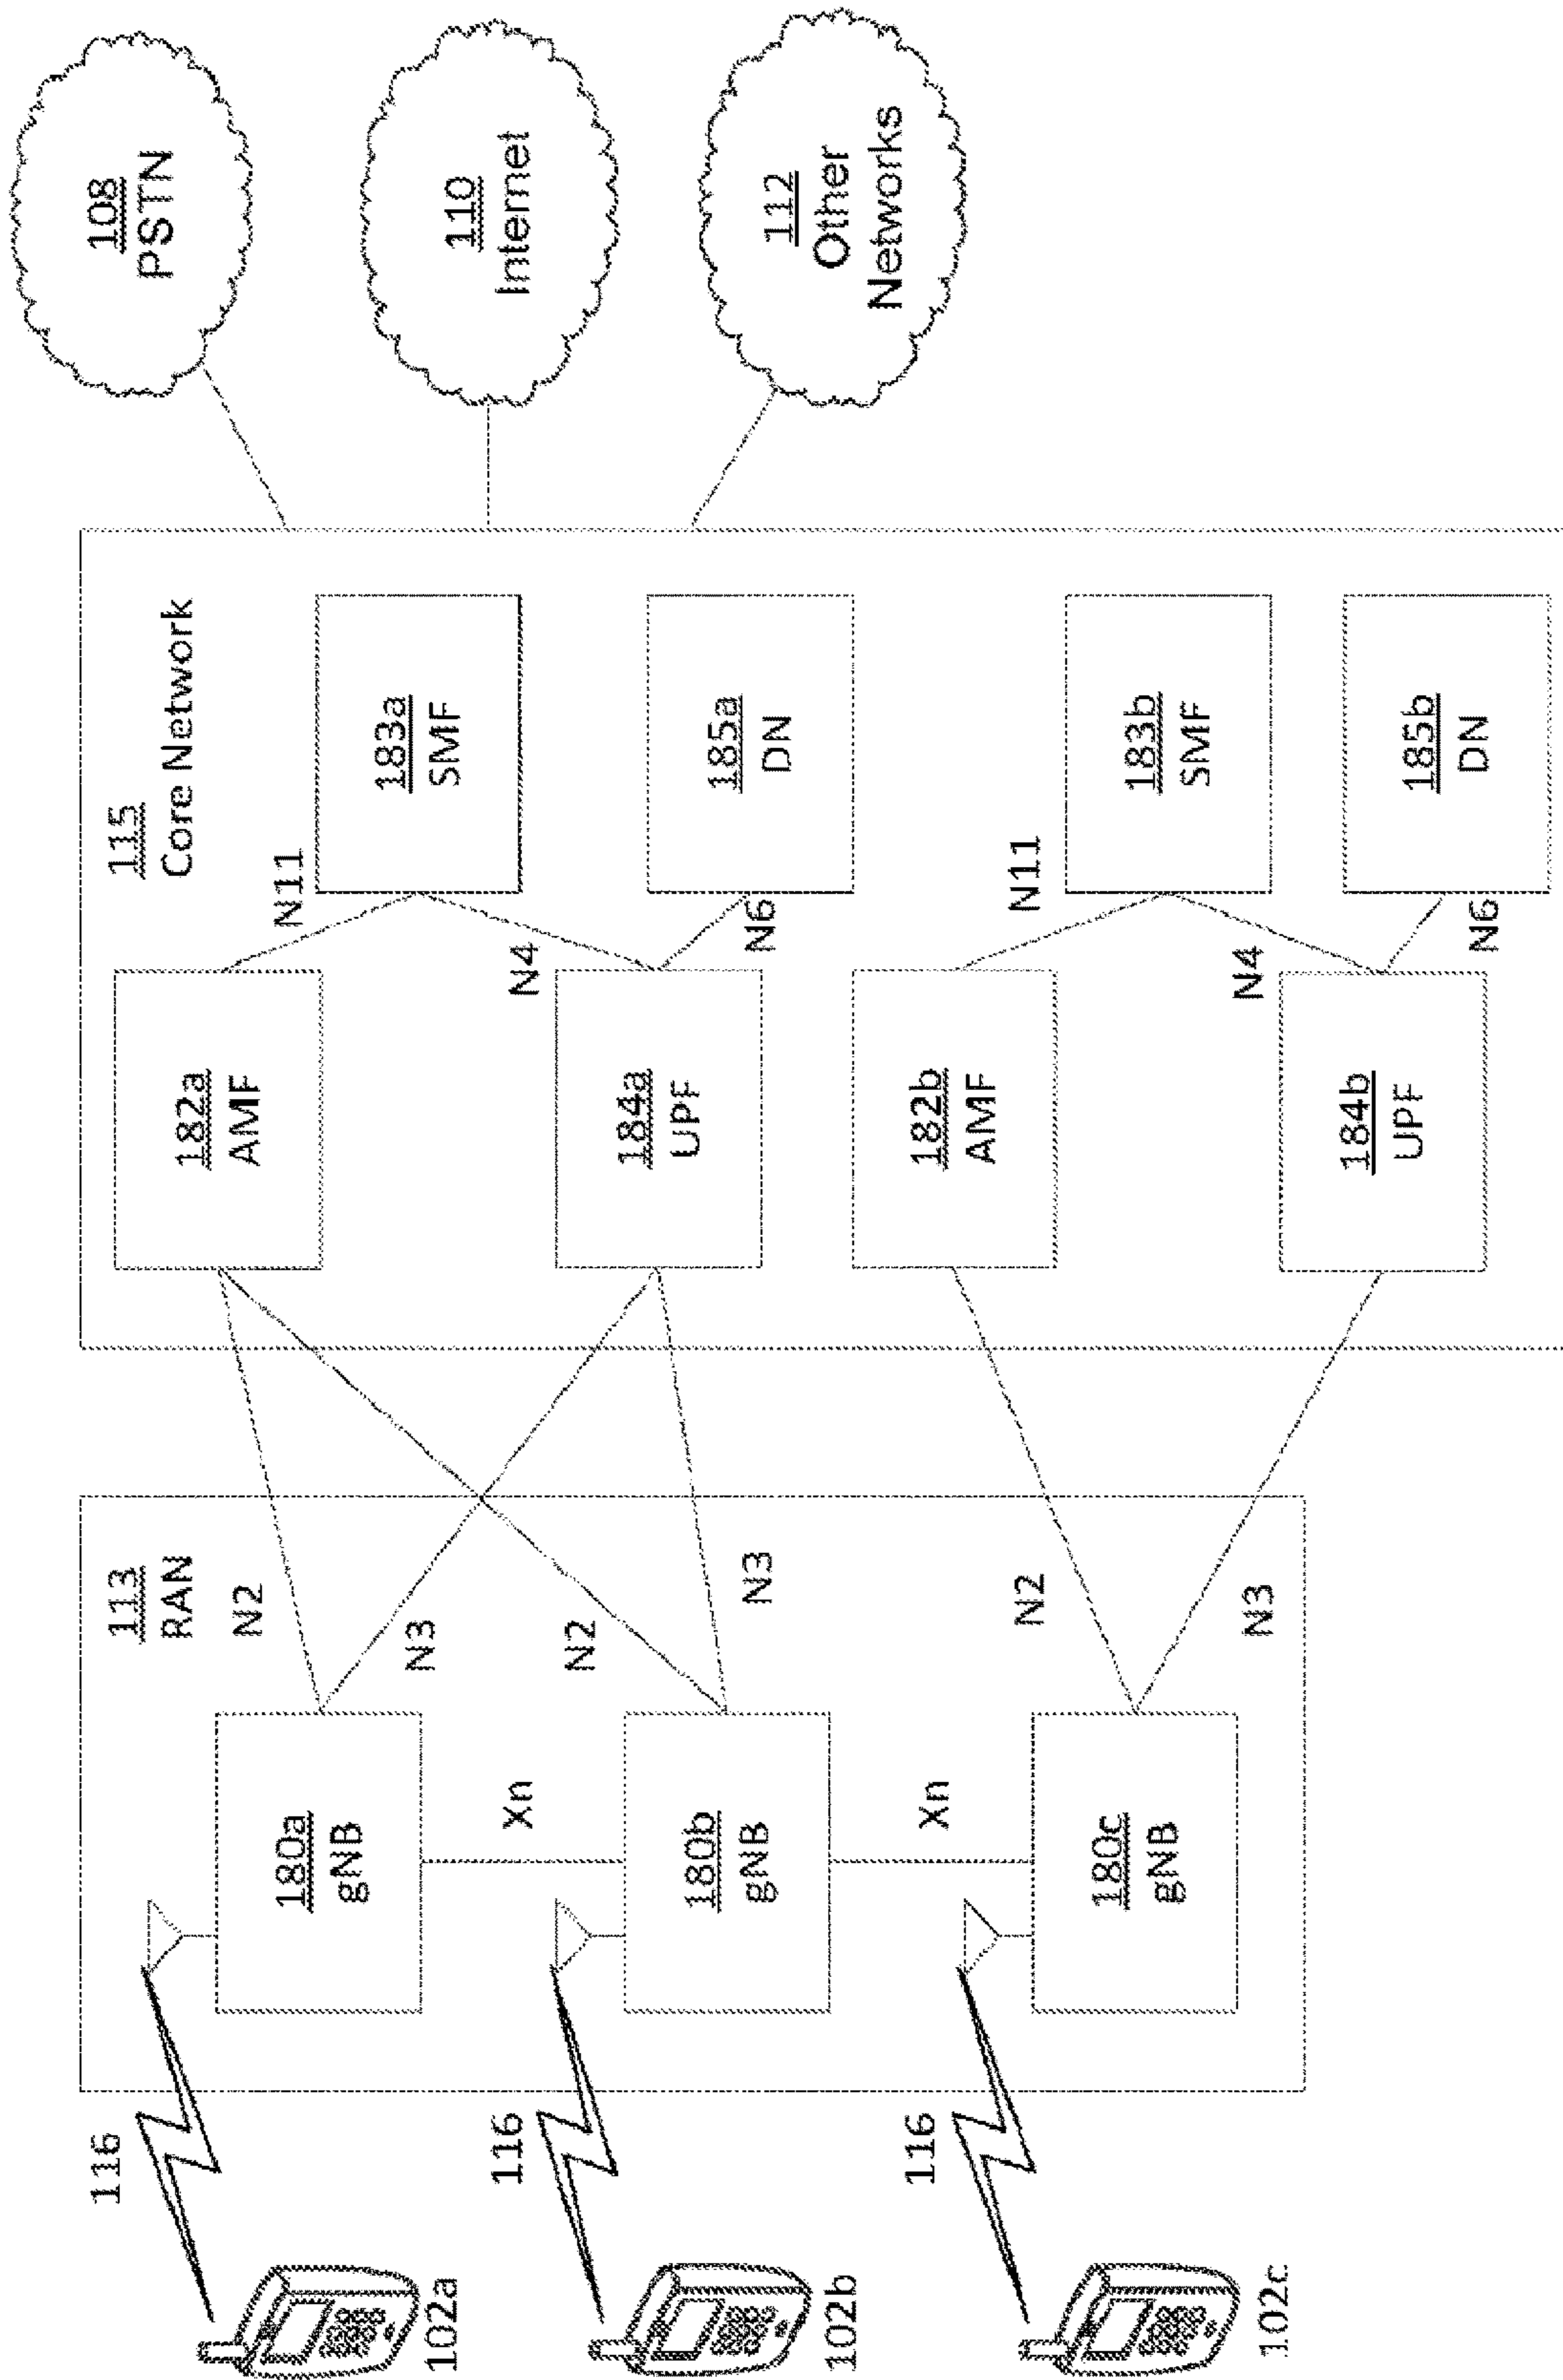 102a
102b
102c
116
116
116
113
RAN
180a
gNB
180b
gNB
180c
gNB
Xn
Xn
N2
N3
N2
N3
N2
N3
115
Core Network
182a
AMF
184a
UPF
182b
AMF
184b
UPF
N11
N4
N6
N11
N4
N6
183a
SMF
185a
DN
183b
SMF
185b
DN
108
PSTN
110
Internet
112
Other
Networks